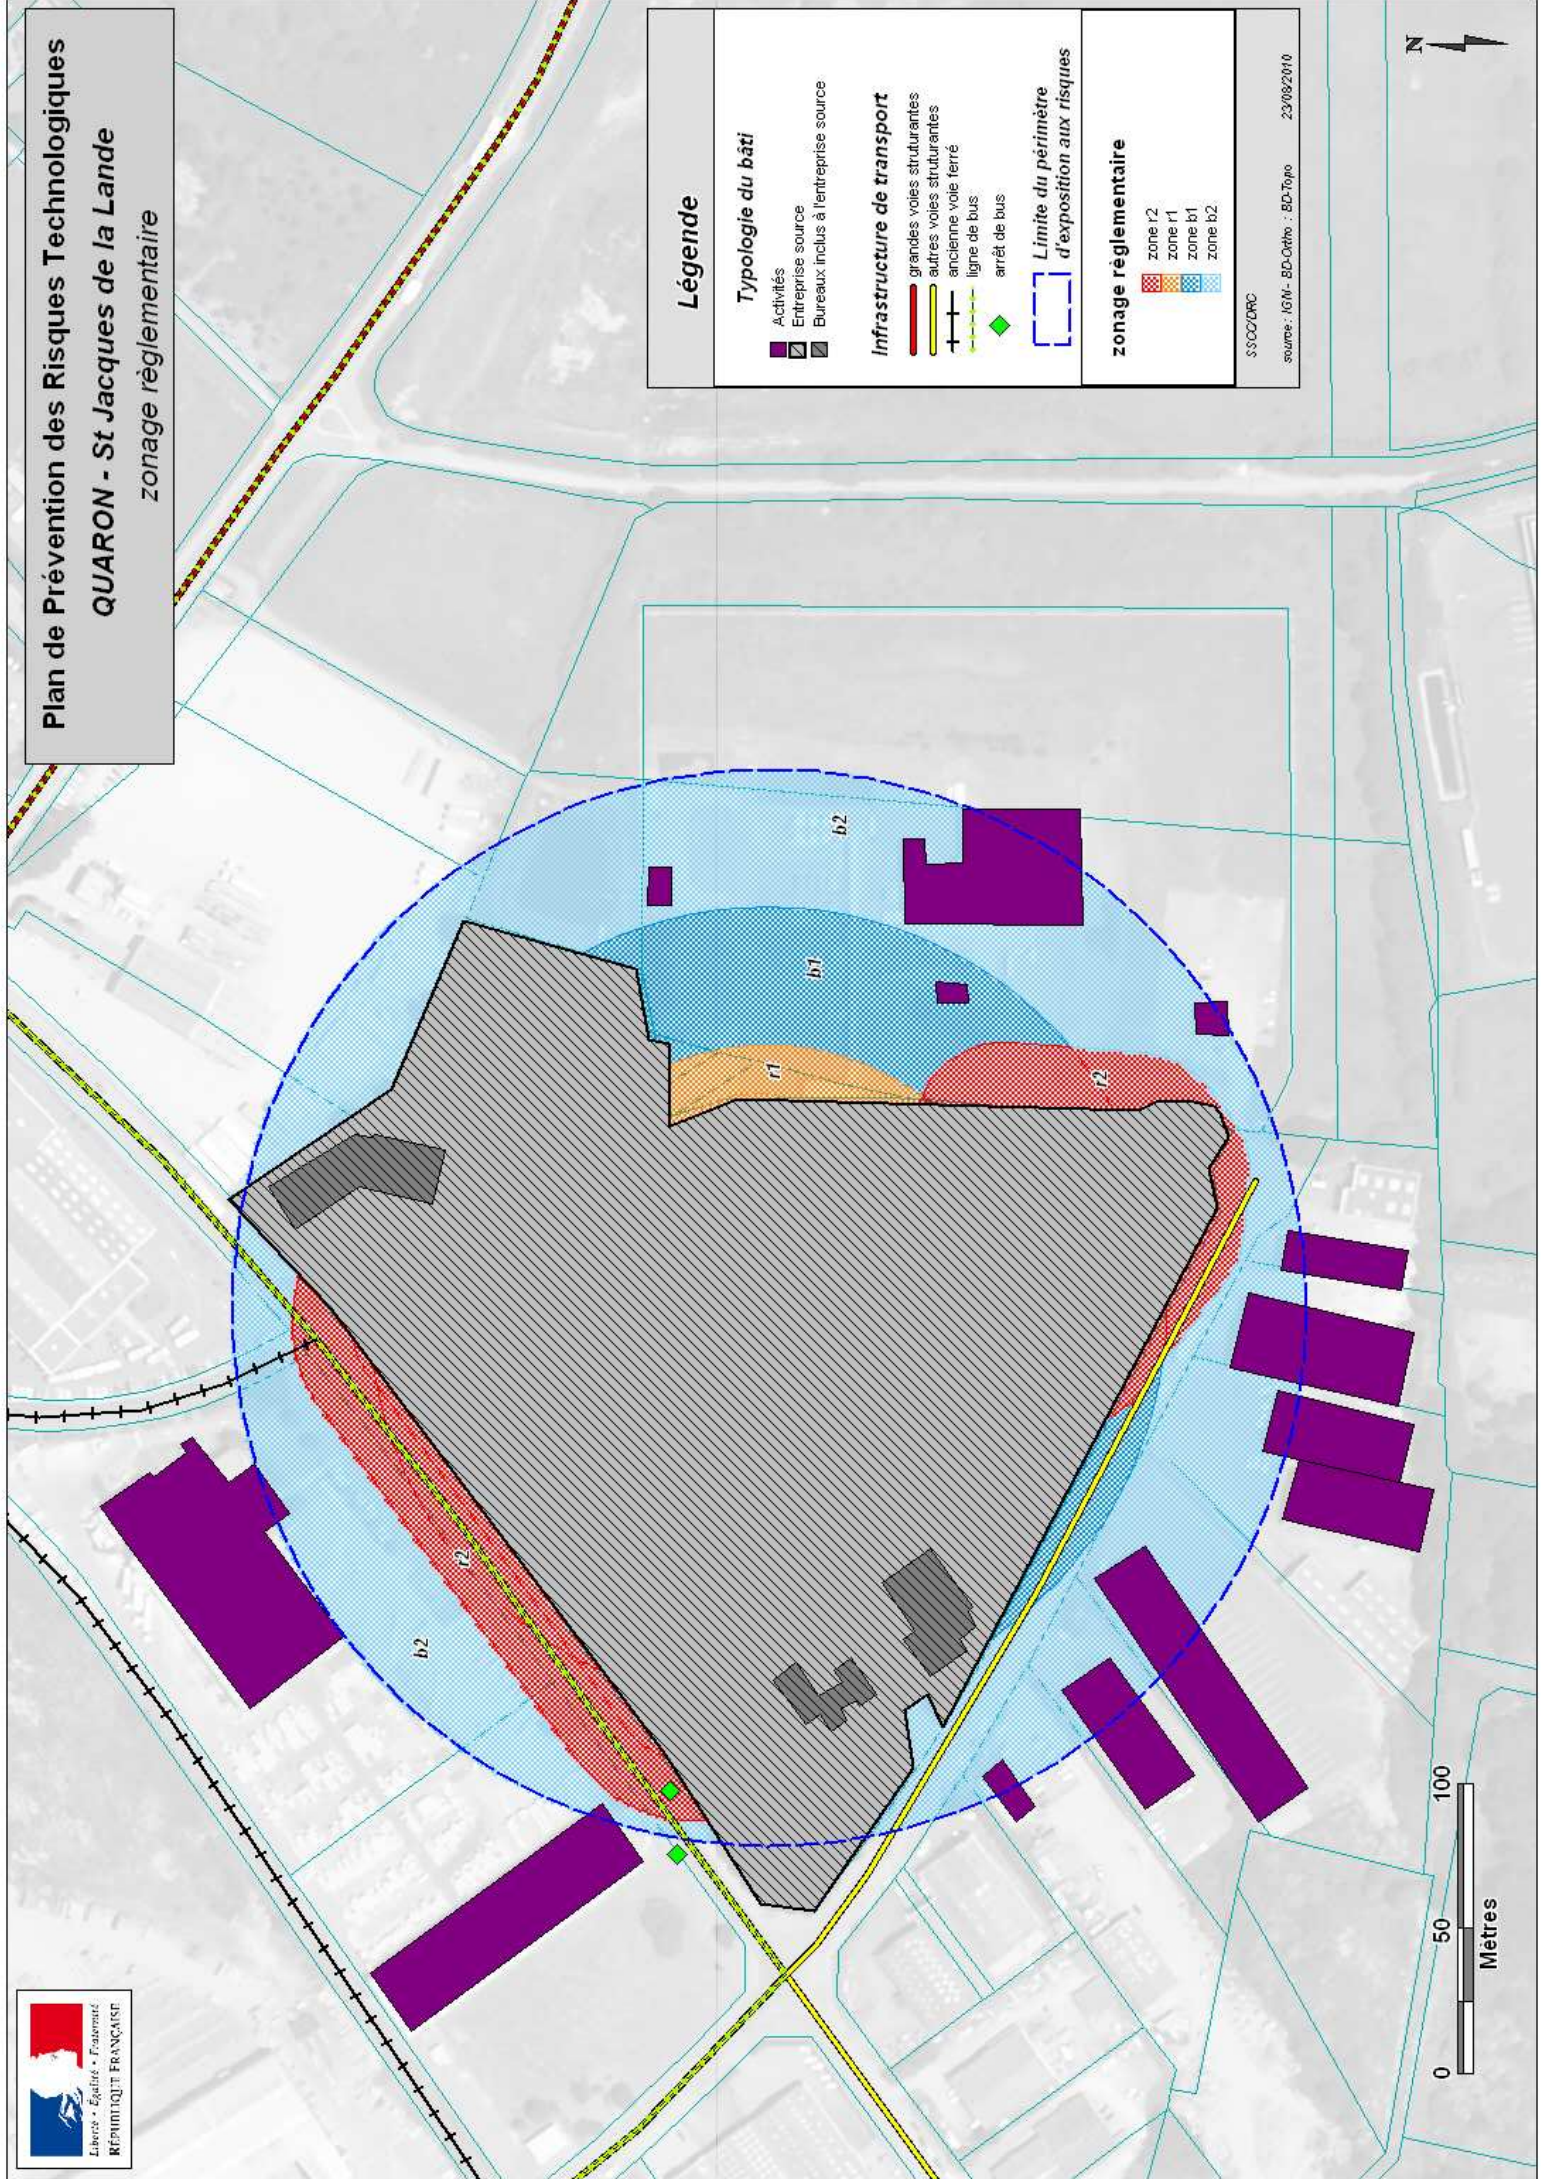 Plan de Prévention des Risques Technologiques
QUARON - St Jacques de la Lande
zonage règlementaire
Liberté • Égalité • Fraternité
RÉPUBLIQUE FRANÇAISE
Légende
Typologie du bâti
Activités
Entreprise source
Bureaux inclus à l'entreprise source
Infrastructure de transport
grandes voies structurantes
autres voies structurantes
ancienne voie ferré
ligne de bus
arrêt de bus
Limite du périmètre
d'exposition aux risques
zonage règlementaire
zone r2
zone r1
zone b1
zone b2
SSCC/DRC
source : IGN - BD-Ortho : BD-Topo 23/08/2010
N
b2
r2
b2
b1
r1
r2
0 50 100
Mètres